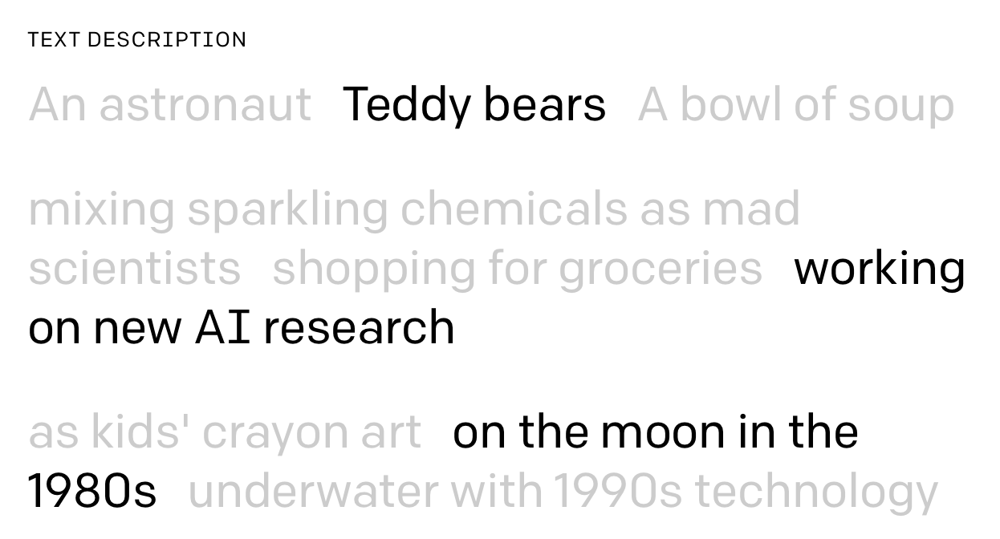 TEXT DESCRIPTION
An astronaut Teddy bears A bowl of soup
mixing sparkling chemicals as mad
scientists shopping for groceries working
on new AI research
as kids' crayon art on the moon in the
1980s underwater with 1990s technology